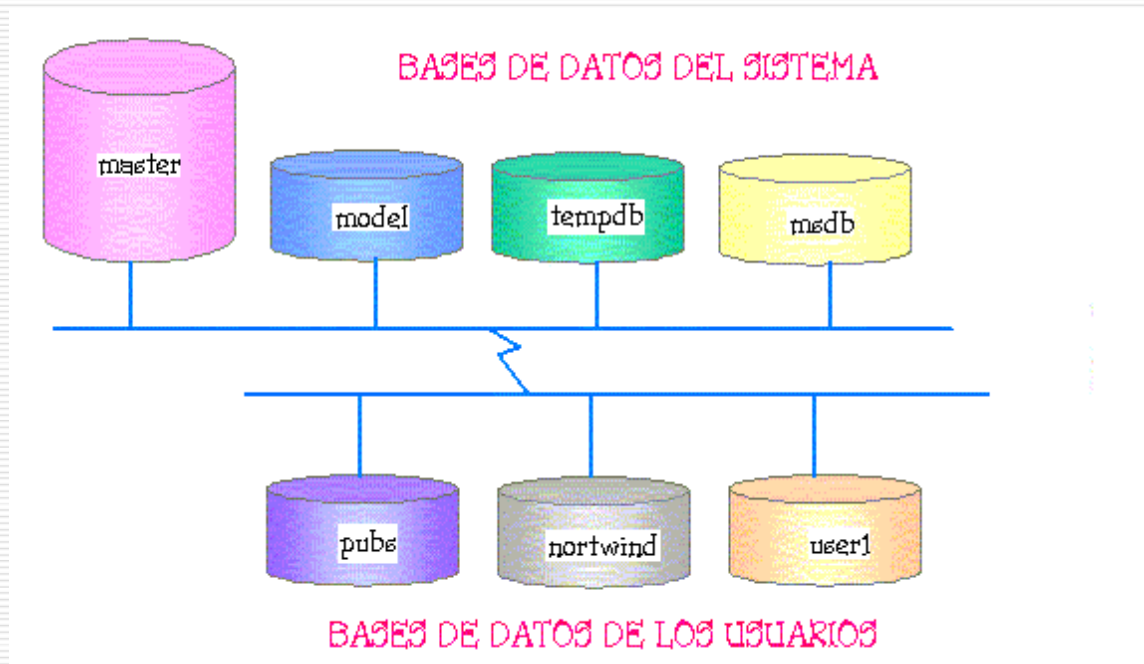 BASES DE DATOS DEL SISTEMA
master
model
tempdb
msdb
pubs
nortwind
user1
BASES DE DATOS DE LOS USUARIOS